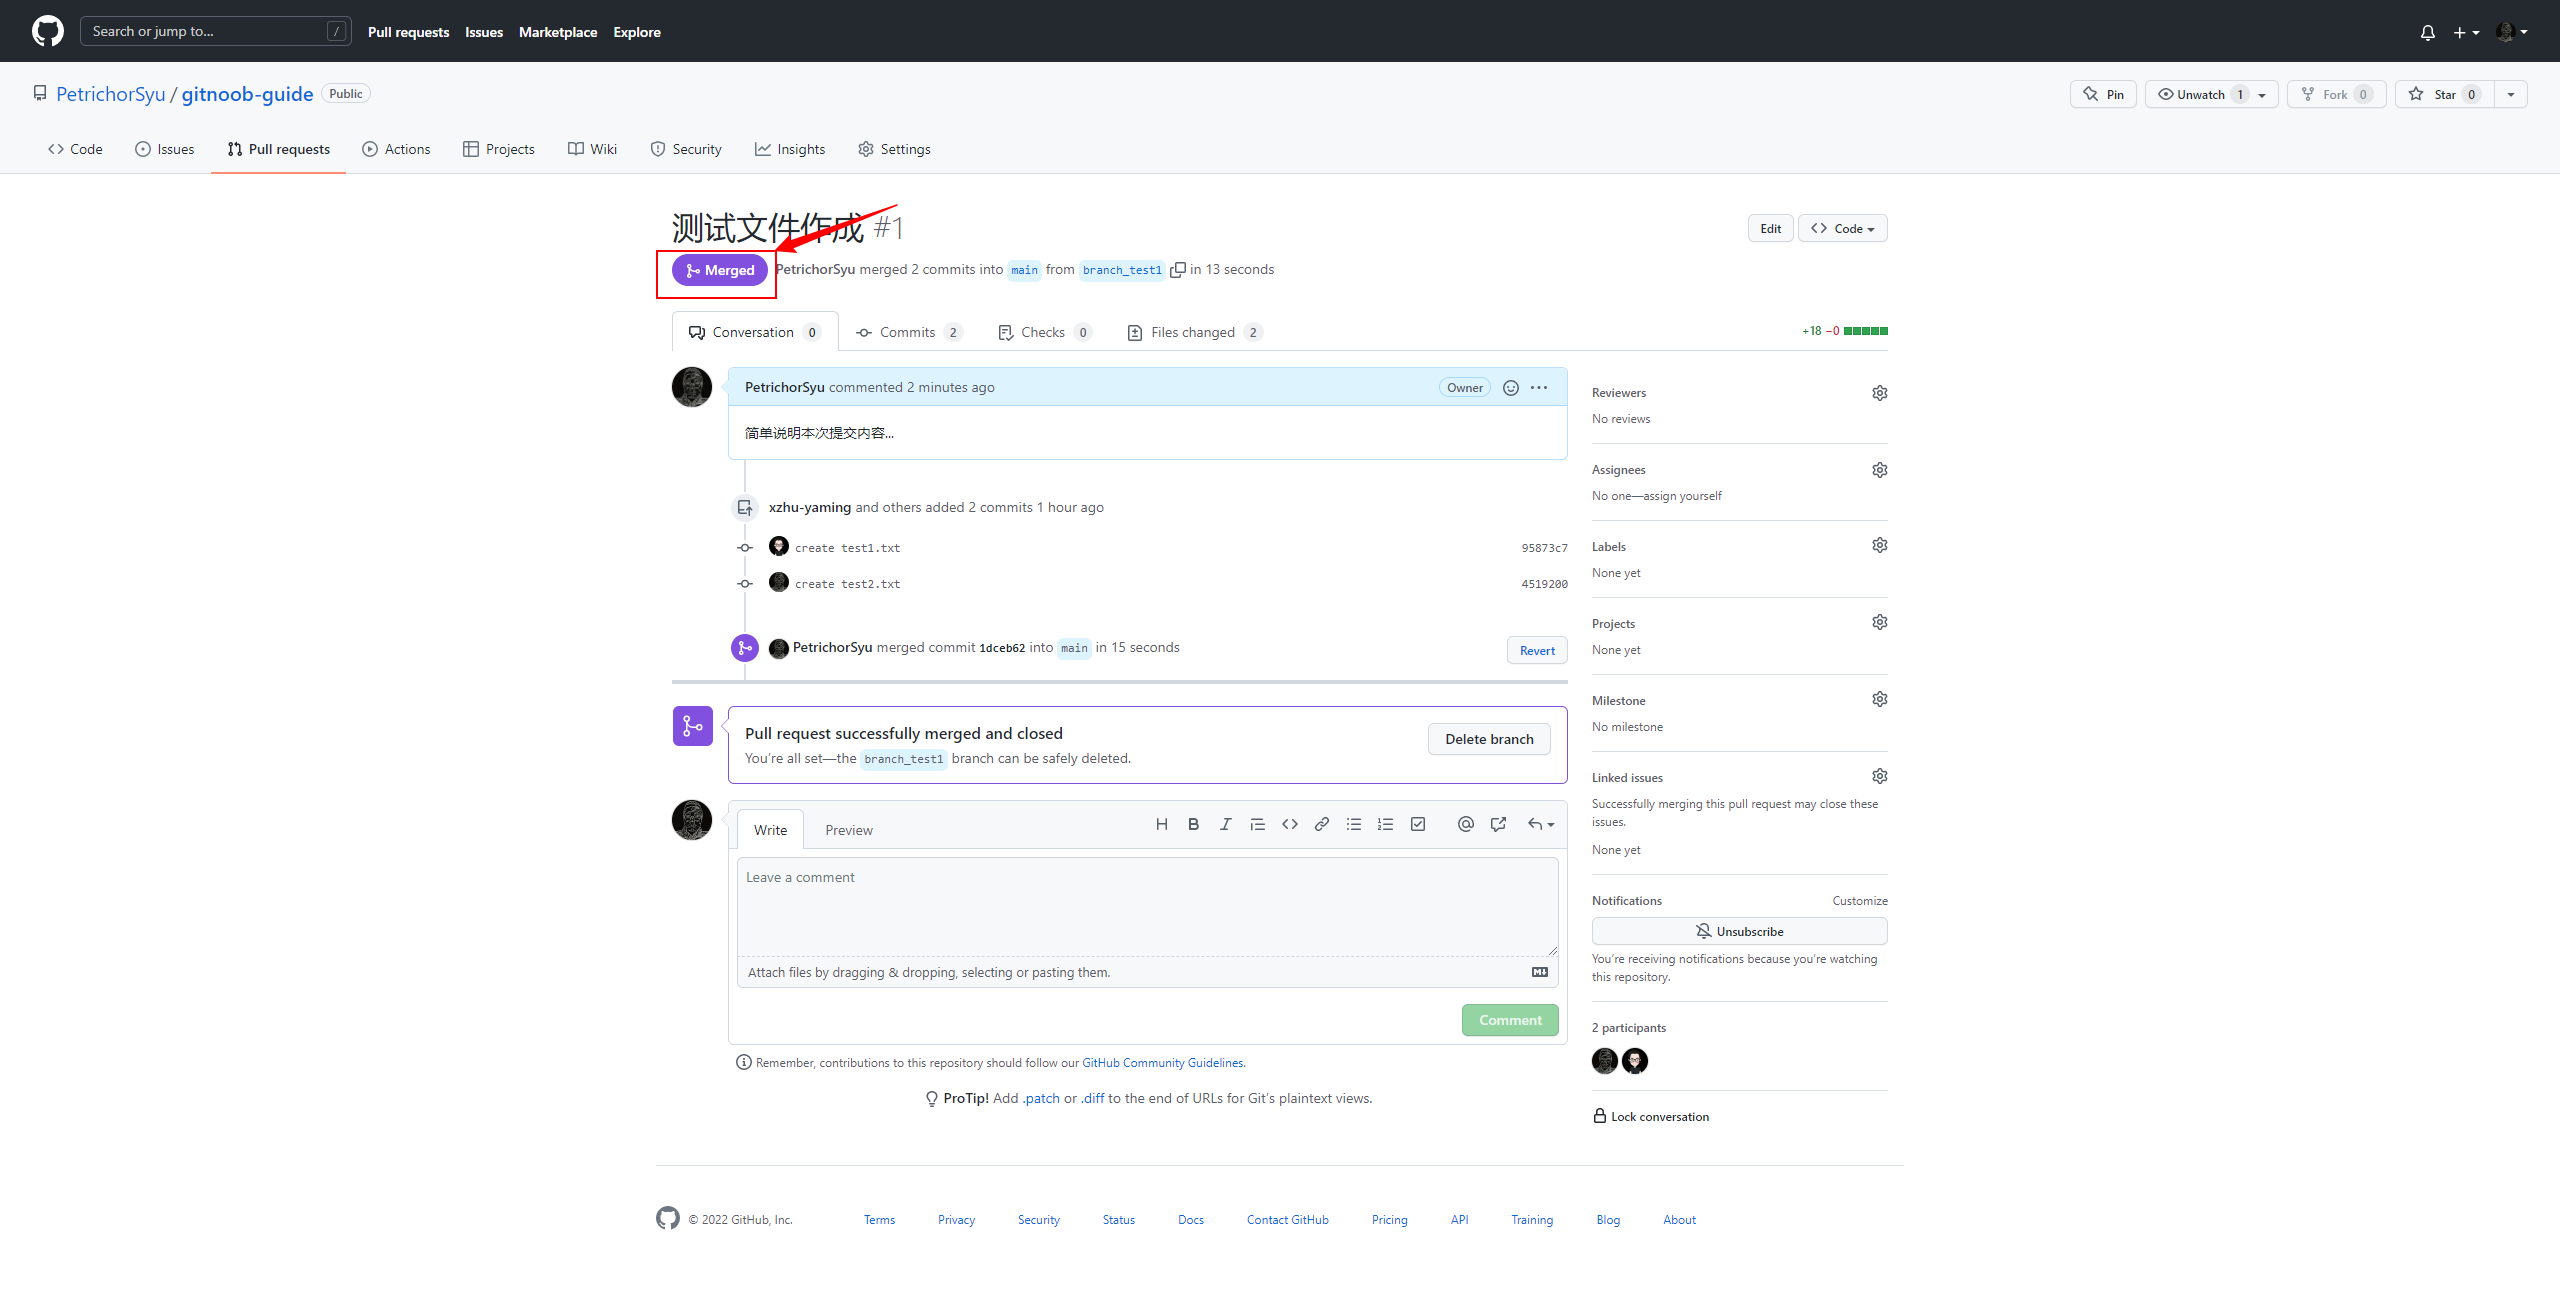 Search or jump to... /
Pull requests Issues Marketplace Explore
PetrichorSyu / gitnoob-guide Public
Pin Unwatch 1 Fork 0 Star 0
Code Issues Pull requests Actions Projects Wiki Security Insights Settings
测试文件作成 #1
Edit Code
Merged PetrichorSyu merged 2 commits into main from branch_test1 in 13 seconds
Conversation 0 Commits 2 Checks 0 Files changed 2
+18 −0
PetrichorSyu commented 2 minutes ago Owner
简单说明本次提交内容...
xzhu-yaming and others added 2 commits 1 hour ago
create test1.txt 95873c7
create test2.txt 4519200
PetrichorSyu merged commit 1dceb62 into main in 15 seconds
Revert
Pull request successfully merged and closed
You're all set—the branch_test1 branch can be safely deleted.
Delete branch
Write Preview
Leave a comment
Attach files by dragging & dropping, selecting or pasting them.
Comment
Remember, contributions to this repository should follow our GitHub Community Guidelines.
ProTip! Add .patch or .diff to the end of URLs for Git's plaintext views.
Reviewers
No reviews
Assignees
No one—assign yourself
Labels
None yet
Projects
None yet
Milestone
No milestone
Linked issues
Successfully merging this pull request may close these
issues.
None yet
Notifications Customize
Unsubscribe
You're receiving notifications because you're watching
this repository.
2 participants
Lock conversation
© 2022 GitHub, Inc. Terms Privacy Security Status Docs Contact GitHub Pricing API Training Blog About